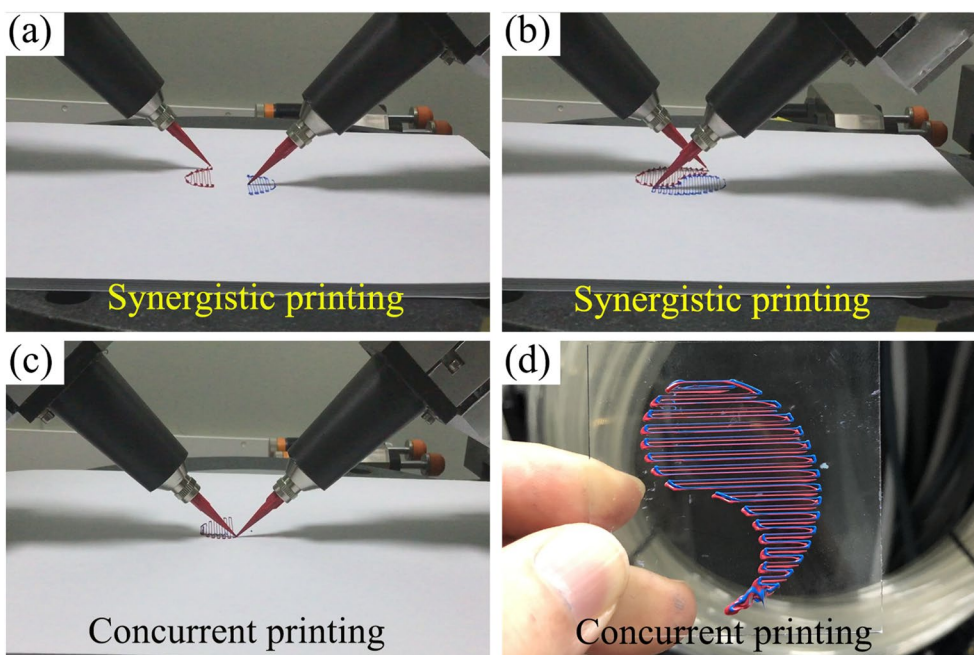 (a)
Synergistic printing
(b)
Synergistic printing
(c)
Concurrent printing
(d)
Concurrent printing